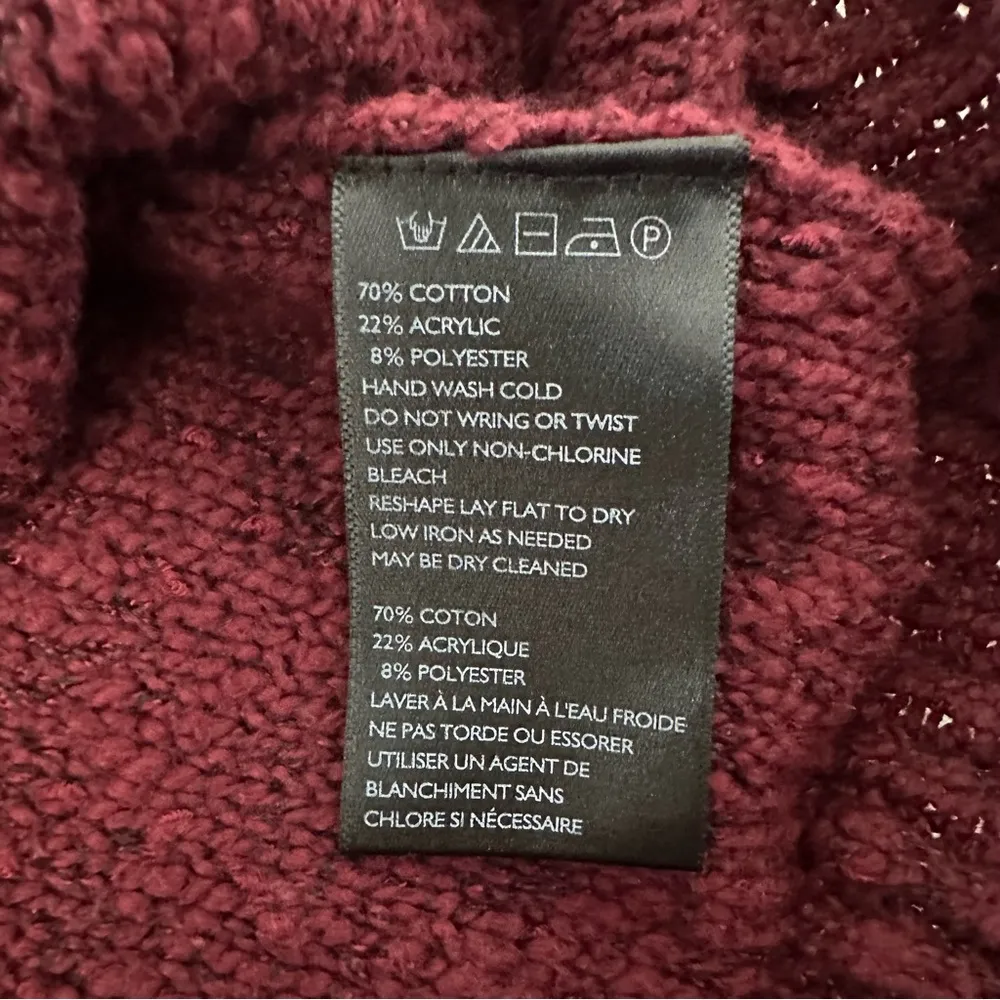 P
70% COTTON
22% ACRYLIC
8% POLYESTER
HAND WASH COLD
DO NOT WRING OR TWIST
USE ONLY NON-CHLORINE
BLEACH
RESHAPE LAY FLAT TO DRY
LOW IRON AS NEEDED
MAY BE DRY CLEANED
70% COTON
22% ACRYLIQUE
8% POLYESTER
LAVER À LA MAIN À L'EAU FROIDE
NE PAS TORDE OU ESSORER
UTILISER UN AGENT DE
BLANCHIMENT SANS
CHLORE SI NÉCESSAIRE